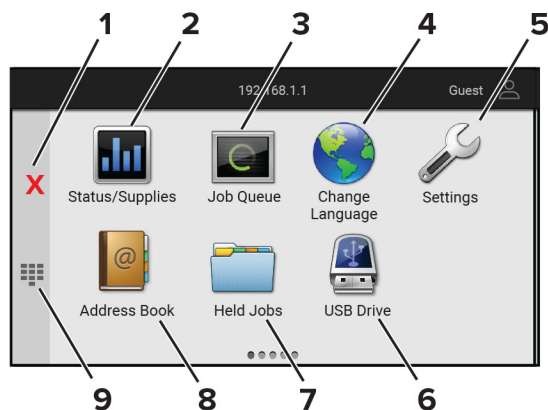 1 2 3 4 5
192.168.1.1 Guest
X
Status/Supplies Job Queue Change Language Settings
@
Address Book Held Jobs USB Drive
9 8 7 6